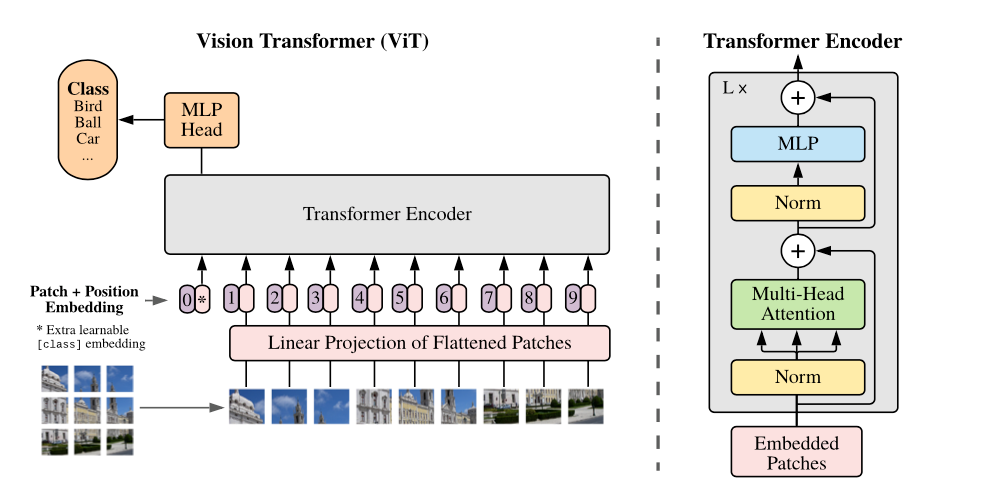 Vision Transformer (ViT)
Class
Bird
Ball
Car
...
MLP
Head
Transformer Encoder
Patch + Position
Embedding
* Extra learnable
[class] embedding
0 * 1 2 3 4 5 6 7 8 9
Linear Projection of Flattened Patches
Transformer Encoder
L x
+
MLP
Norm
+
Multi-Head
Attention
Norm
Embedded
Patches